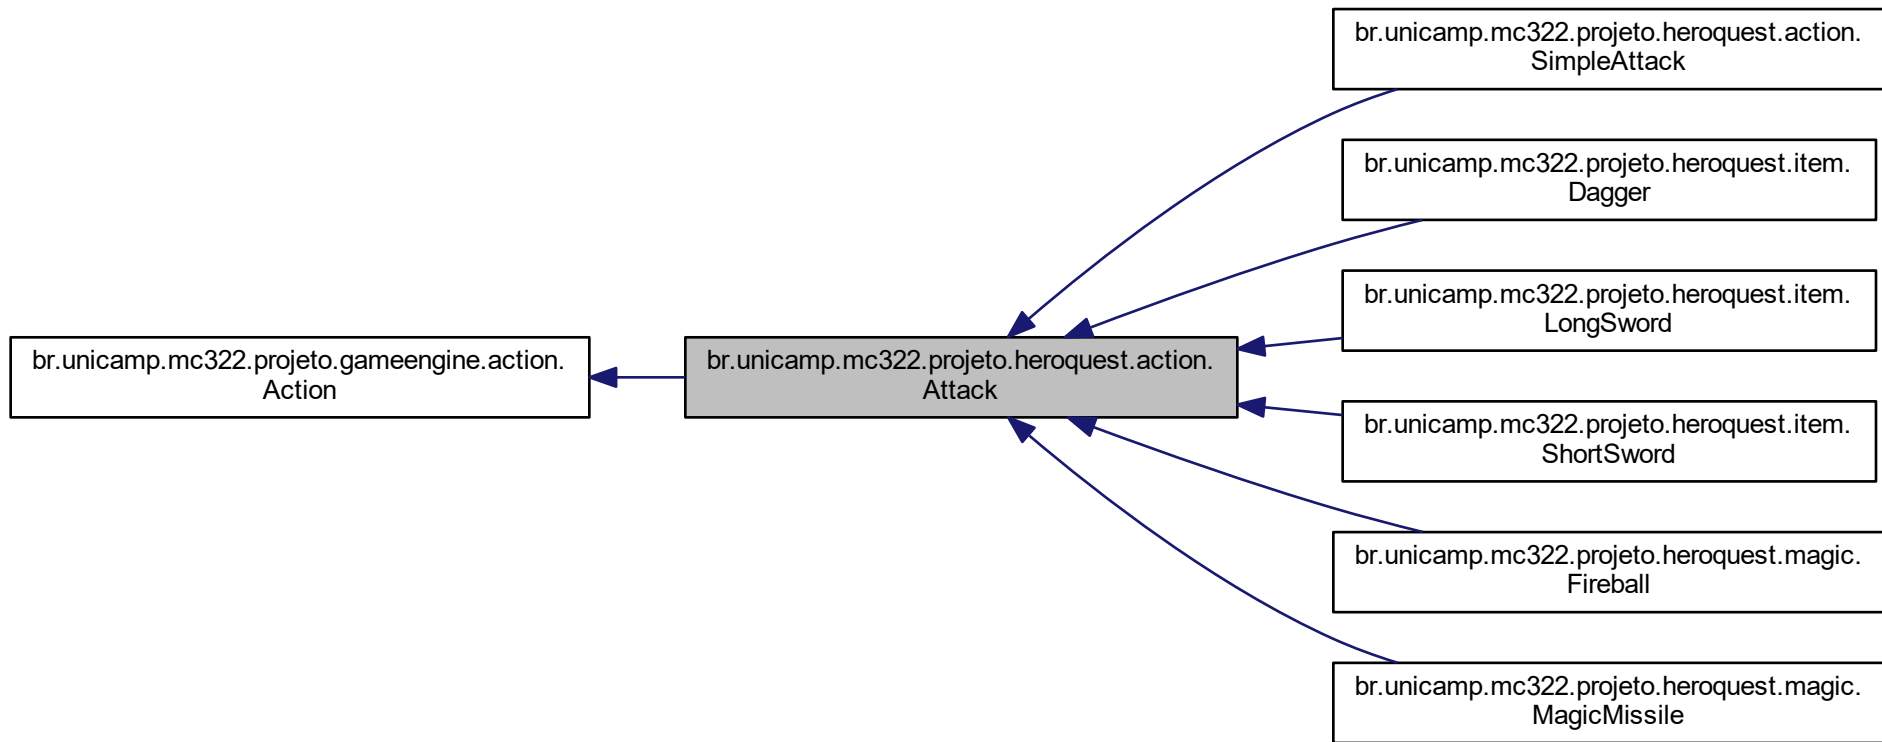 br.unicamp.mc322.projeto.heroquest.action.
SimpleAttack
br.unicamp.mc322.projeto.heroquest.item.
Dagger
br.unicamp.mc322.projeto.heroquest.item.
LongSword
br.unicamp.mc322.projeto.gameengine.action.
Action
br.unicamp.mc322.projeto.heroquest.action.
Attack
br.unicamp.mc322.projeto.heroquest.item.
ShortSword
br.unicamp.mc322.projeto.heroquest.magic.
Fireball
br.unicamp.mc322.projeto.heroquest.magic.
MagicMissile